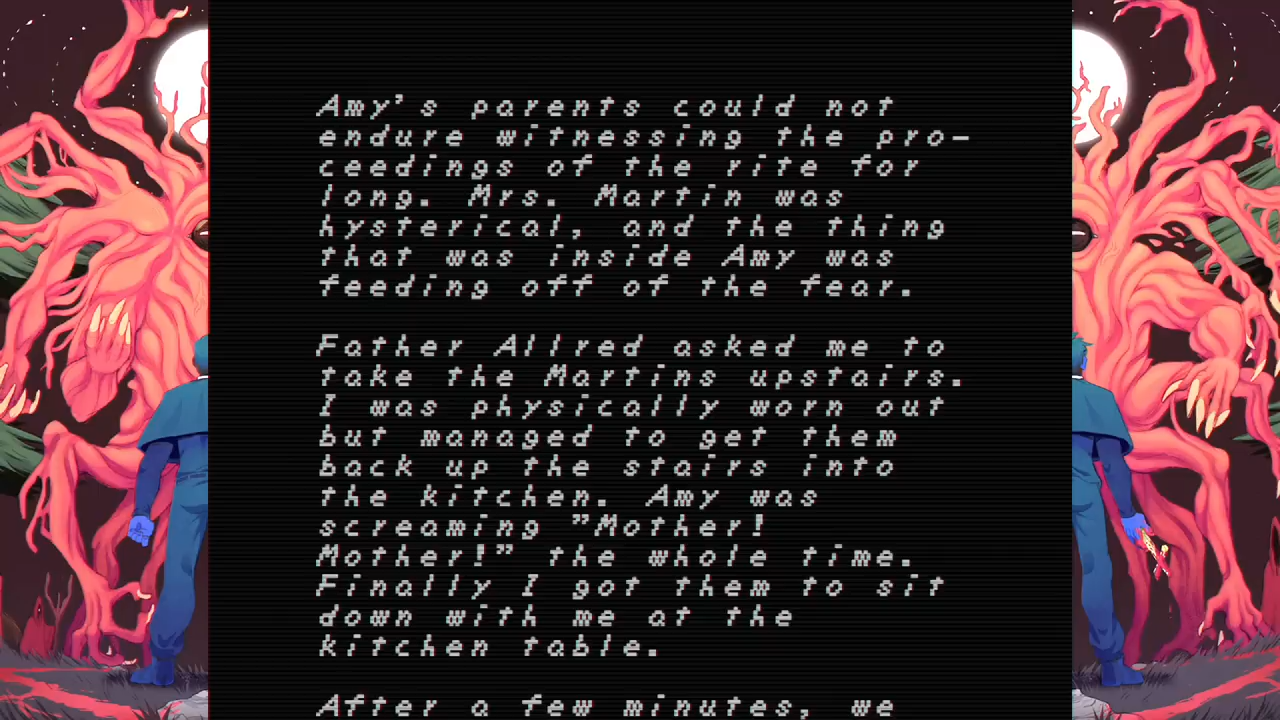 Amy's parents could not
endure witnessing the pro-
ceedings of the rite for
long. Mrs. Martin was
hysterical, and the thing
that was inside Amy was
feeding off of the fear.
Father Allred asked me to
take the Martins upstairs.
I was physically worn out
but managed to get them
back up the stairs into
the kitchen. Amy was
screaming "Mother!
Mother!" the whole time.
Finally I got them to sit
down with me at the
kitchen table.
After a few minutes, we